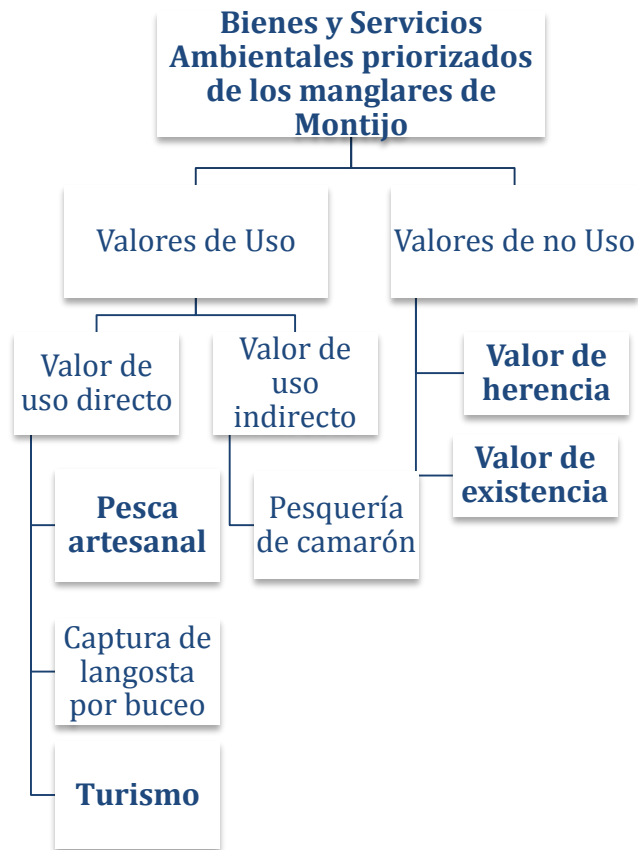 Bienes y Servicios
Ambientales priorizados
de los manglares de
Montijo
Valores de Uso
Valores de no Uso
Valor de
uso directo
Valor de
uso
indirecto
Valor de
herencia
Valor de
existencia
Pesca
artesanal
Pesquería
de camarón
Captura de
langosta
por buceo
Turismo